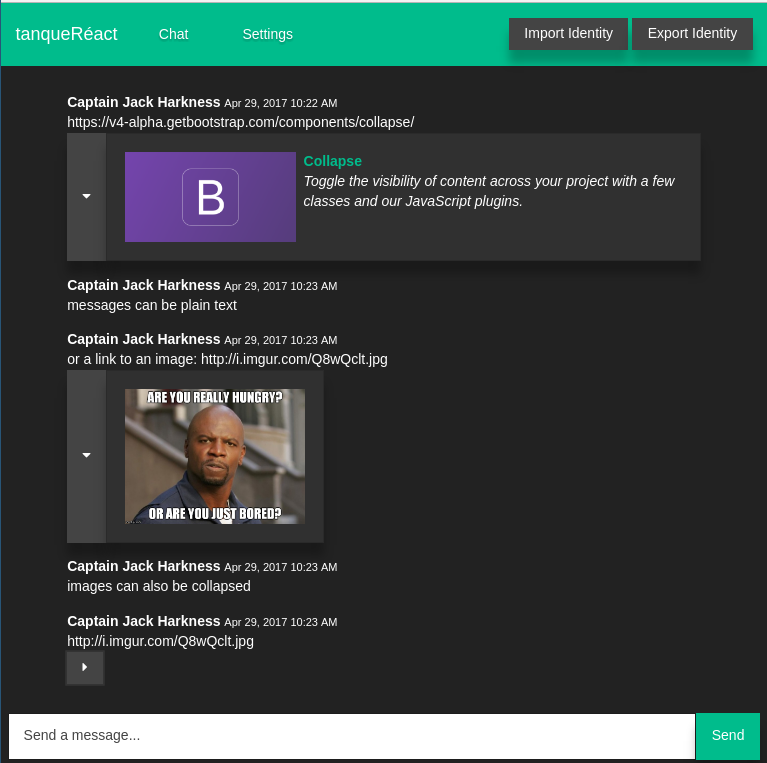 tanqueRéact Chat Settings Import Identity Export Identity
Captain Jack Harkness Apr 29, 2017 10:22 AM
https://v4-alpha.getbootstrap.com/components/collapse/
B
Collapse
Toggle the visibility of content across your project with a few
classes and our JavaScript plugins.
Captain Jack Harkness Apr 29, 2017 10:23 AM
messages can be plain text
Captain Jack Harkness Apr 29, 2017 10:23 AM
or a link to an image: http://i.imgur.com/Q8wQclt.jpg
ARE YOU REALLY HUNGRY?
OR ARE YOU JUST BORED?
Captain Jack Harkness Apr 29, 2017 10:23 AM
images can also be collapsed
Captain Jack Harkness Apr 29, 2017 10:23 AM
http://i.imgur.com/Q8wQclt.jpg
Send a message... Send